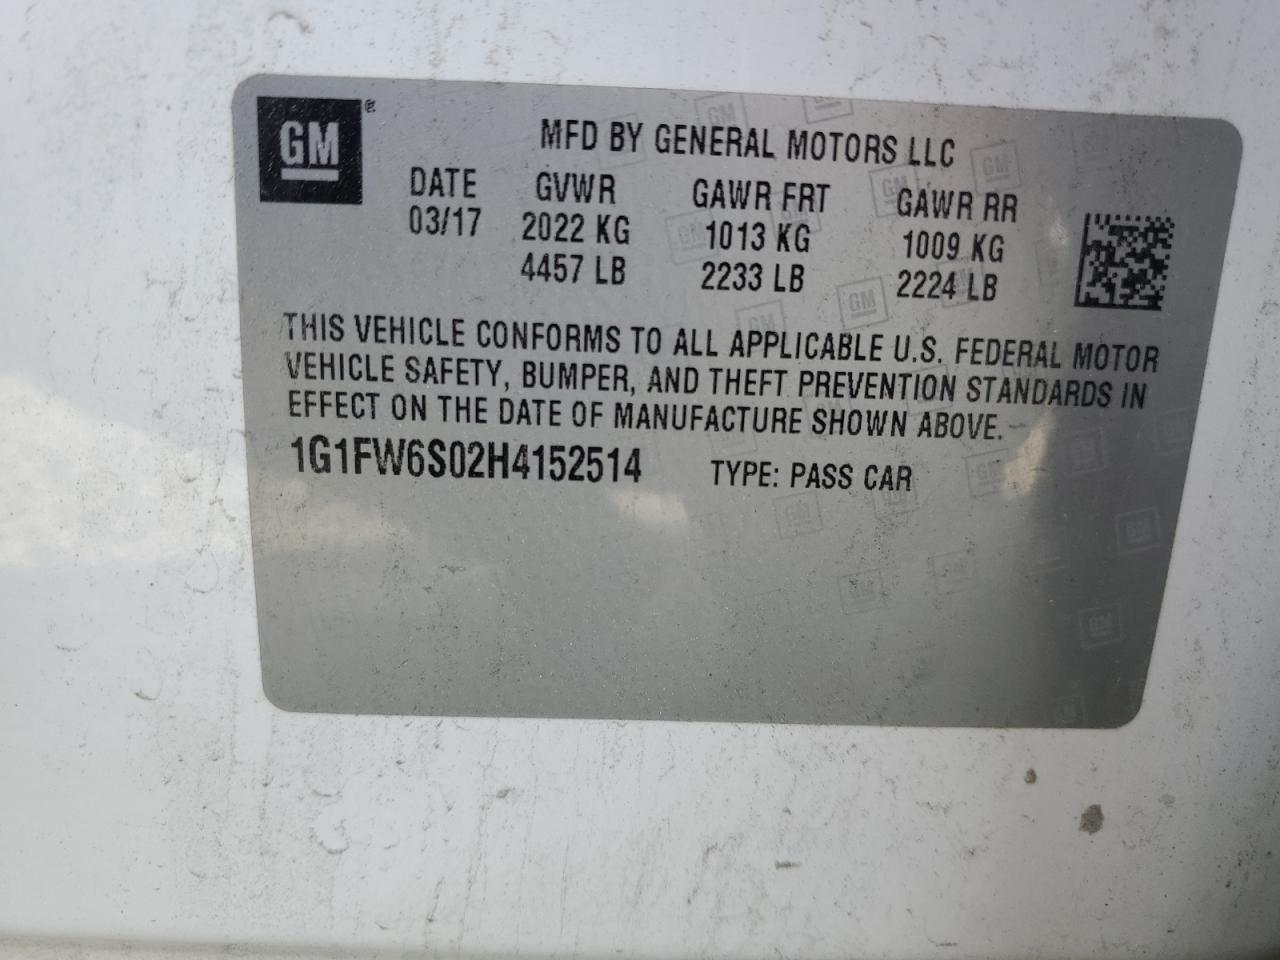 GM®
MFD BY GENERAL MOTORS LLC
DATE GVWR GAWR FRT GAWR RR
03/17 2022 KG 1013 KG 1009 KG
4457 LB 2233 LB 2224 LB
THIS VEHICLE CONFORMS TO ALL APPLICABLE U.S. FEDERAL MOTOR
VEHICLE SAFETY, BUMPER, AND THEFT PREVENTION STANDARDS IN
EFFECT ON THE DATE OF MANUFACTURE SHOWN ABOVE.
1G1FW6S02H4152514 TYPE: PASS CAR